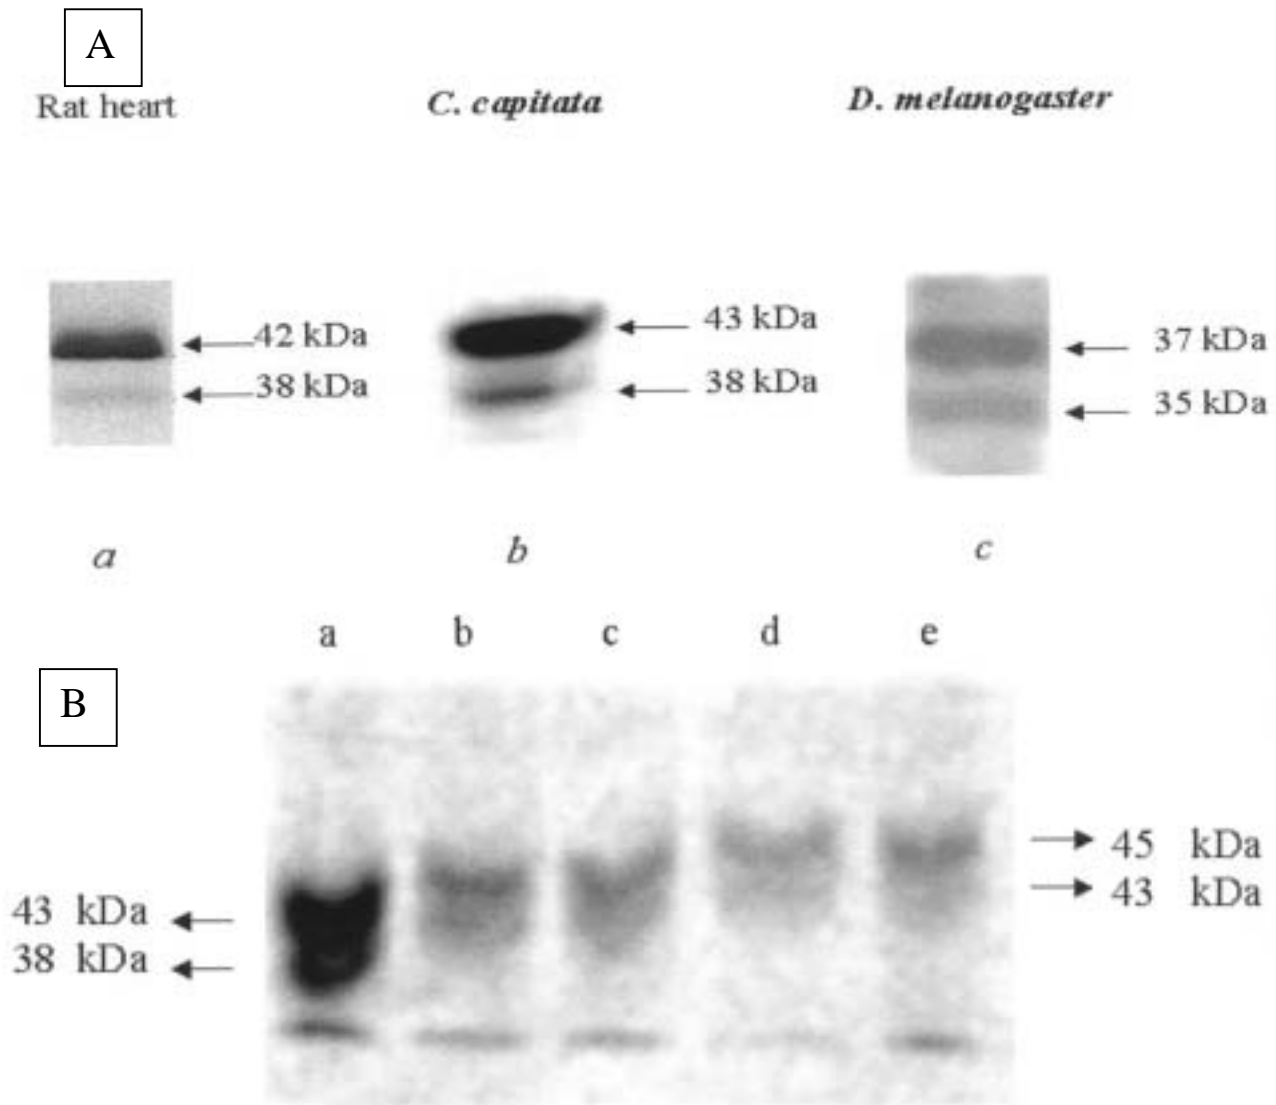 A
Rat heart C. capitata D. melanogaster
42 kDa 43 kDa 37 kDa
38 kDa 38 kDa 35 kDa
a b c
a b c d e
B
45 kDa
43 kDa
43 kDa
38 kDa